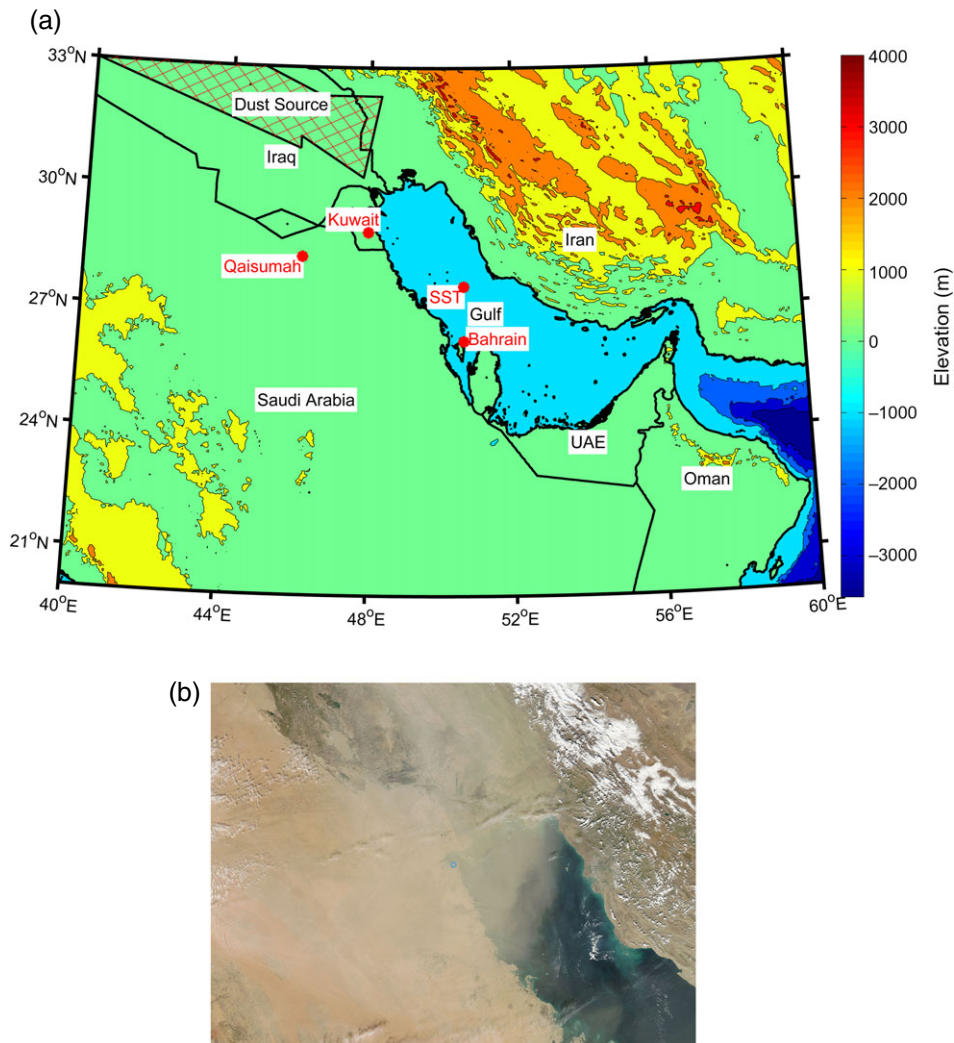 (a)
33°N
30°N
27°N
24°N
21°N
40°E
44°E
48°E
52°E
56°E
60°E
Dust Source
Iraq
Kuwait
Qaisumah
Iran
SST
Gulf
Bahrain
Saudi Arabia
UAE
Oman
4000
3000
2000
1000
0
−1000
−2000
−3000
Elevation (m)
(b)